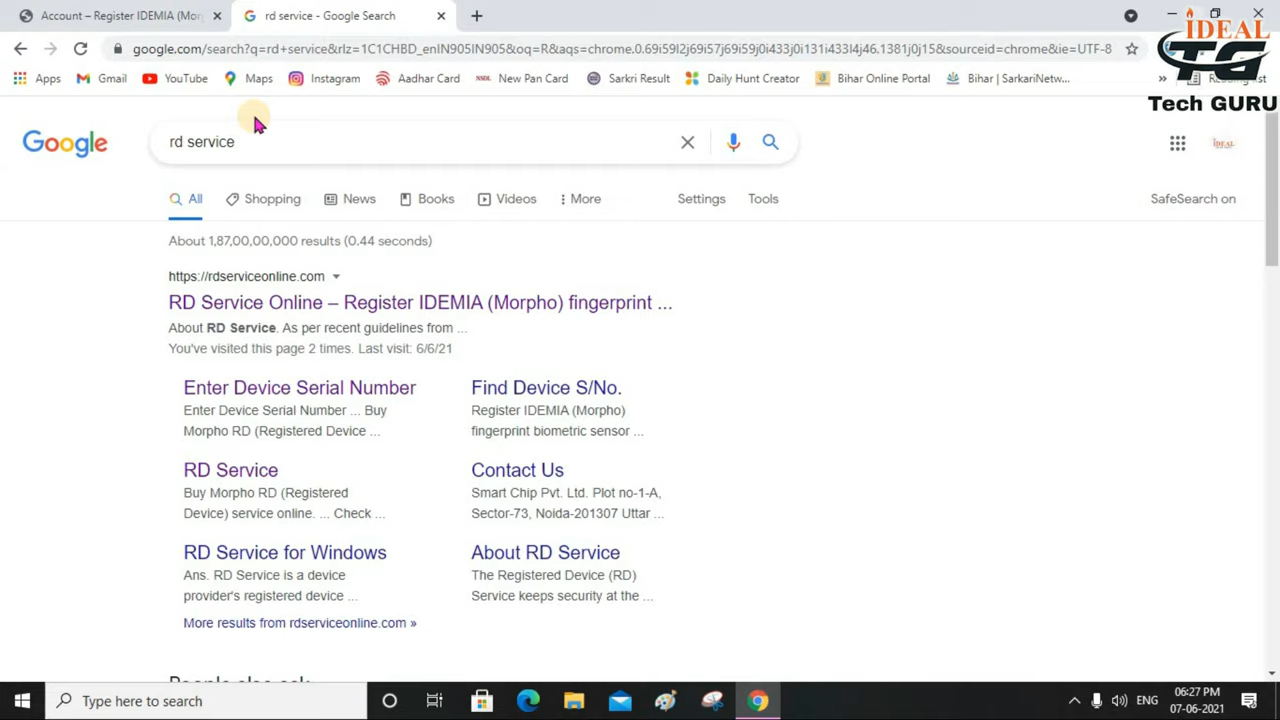 Account – Register IDEMIA (Mor
rd service - Google Search
google.com/search?q=rd+service&rlz=1C1CHBD_enIN905IN905&oq=R&aqs=chrome.0.69i59l2j69i57j69i59j0i433j0i131i433l4j46.1381j0j15&sourceid=chrome&ie=UTF-8
Apps Gmail YouTube Maps Instagram Aadhar Card New Pan Card Sarkri Result Daily Hunt Creator Bihar Online Portal Bihar | SarkariNetw... Reading list
IDEAL
TG
Tech GURU
Google
rd service
All Shopping News Books Videos More Settings Tools SafeSearch on
About 1,87,00,00,000 results (0.44 seconds)
https://rdserviceonline.com
RD Service Online – Register IDEMIA (Morpho) fingerprint ...
About RD Service. As per recent guidelines from ...
You've visited this page 2 times. Last visit: 6/6/21
Enter Device Serial Number
Enter Device Serial Number ... Buy
Morpho RD (Registered Device ...
Find Device S/No.
Register IDEMIA (Morpho)
fingerprint biometric sensor ...
RD Service
Buy Morpho RD (Registered
Device) service online. ... Check ...
Contact Us
Smart Chip Pvt. Ltd. Plot no-1-A,
Sector-73, Noida-201307 Uttar ...
RD Service for Windows
Ans. RD Service is a device
provider's registered device ...
About RD Service
The Registered Device (RD)
Service keeps security at the ...
More results from rdserviceonline.com »
Type here to search
ENG
06:27 PM
07-06-2021